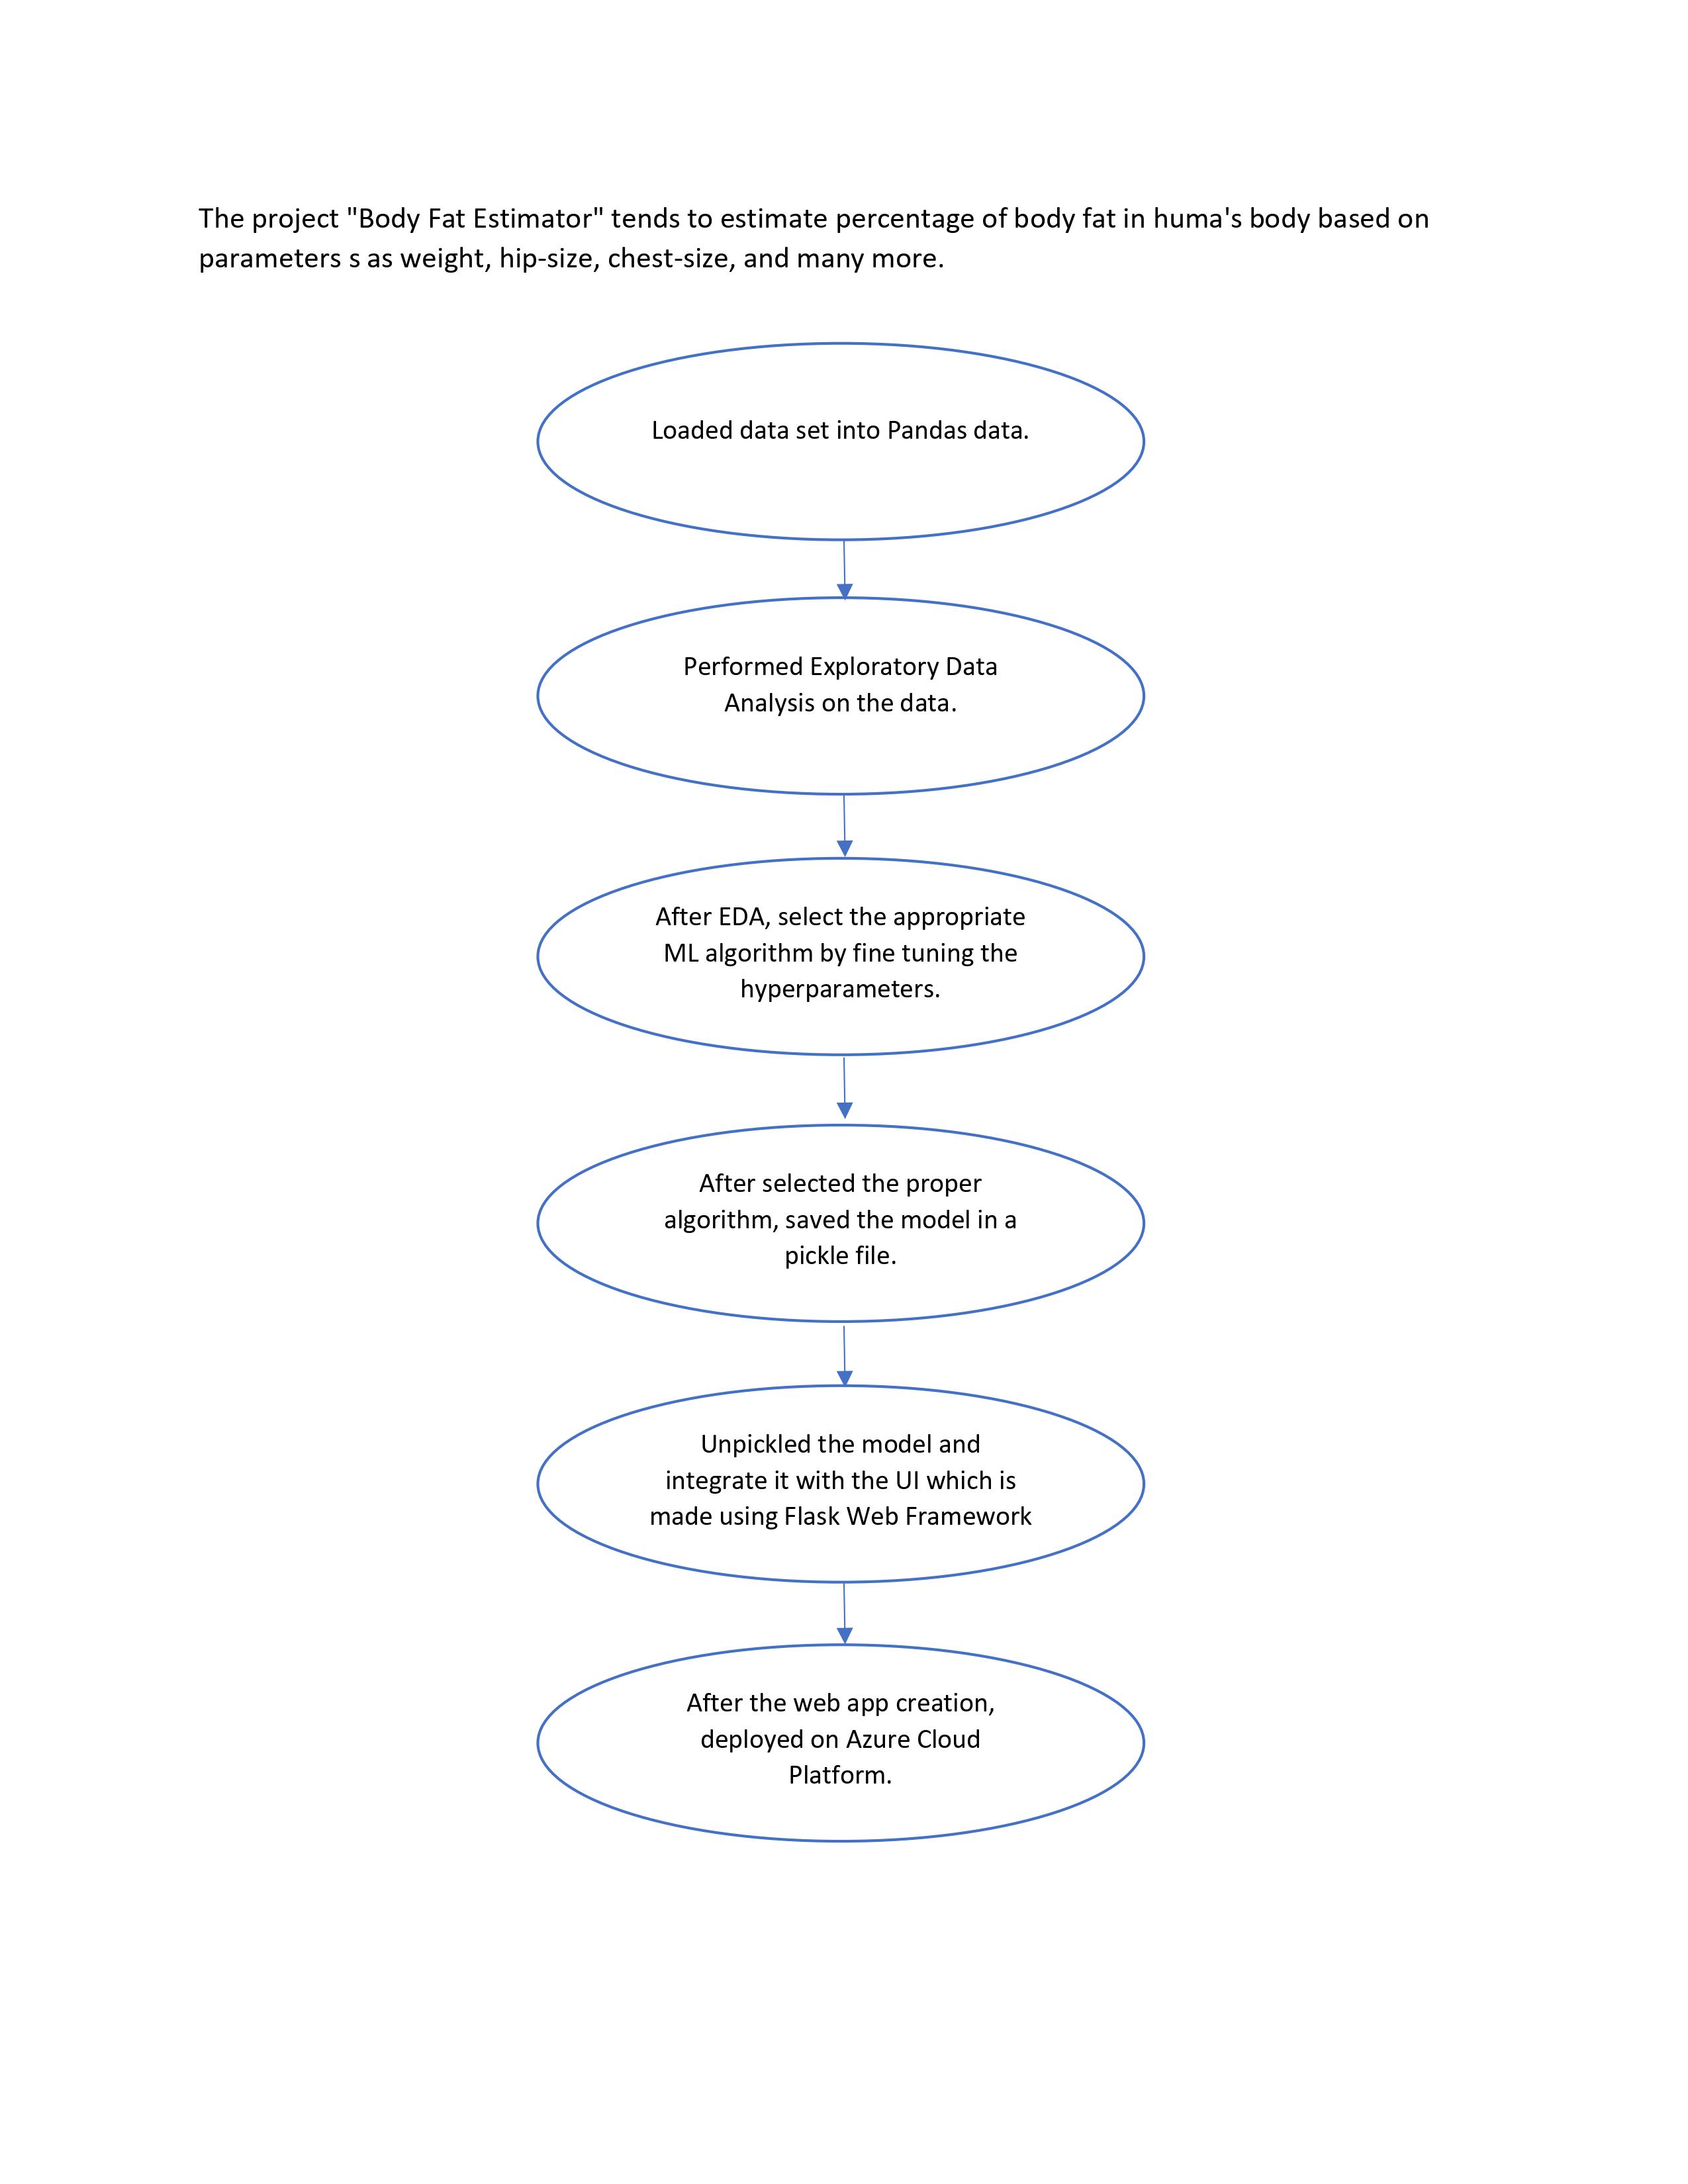 The project "Body Fat Estimator" tends to estimate percentage of body fat in huma's body based on
parameters s as weight, hip-size, chest-size, and many more.
Loaded data set into Pandas data.
Performed Exploratory Data
Analysis on the data.
After EDA, select the appropriate
ML algorithm by fine tuning the
hyperparameters.
After selected the proper
algorithm, saved the model in a
pickle file.
Unpickled the model and
integrate it with the UI which is
made using Flask Web Framework
After the web app creation,
deployed on Azure Cloud
Platform.